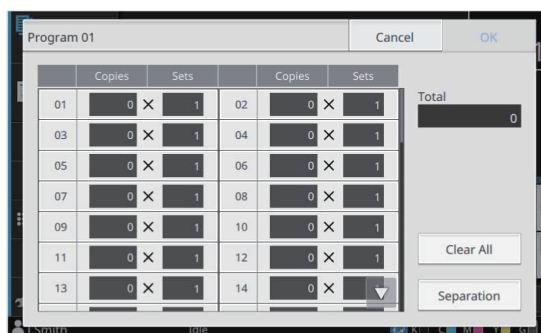 Program 01 Cancel OK
Copies Sets Copies Sets
Total
0
01 0 × 1 02 0 × 1
03 0 × 1 04 0 × 1
05 0 × 1 06 0 × 1
07 0 × 1 08 0 × 1
09 0 × 1 10 0 × 1
11 0 × 1 12 0 × 1
Clear All
13 0 × 1 14 0 ×
Separation
J.Smith Idle K C M Y G